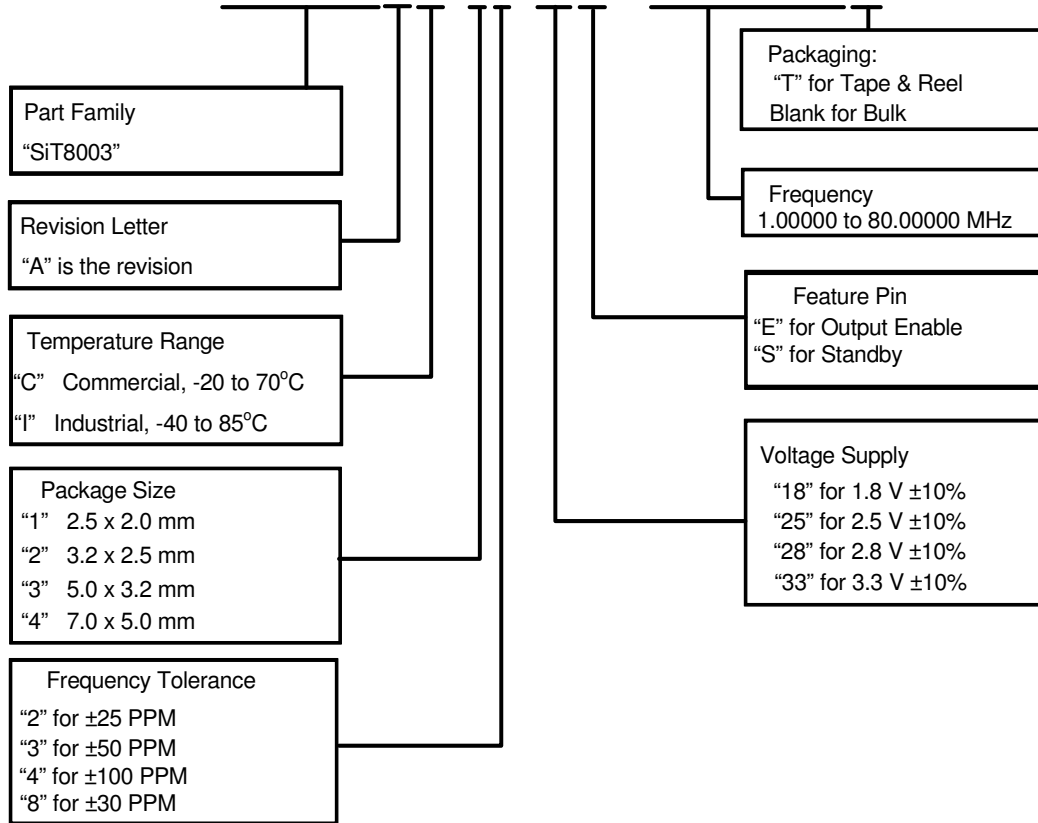 Part Family
“SiT8003”
Revision Letter
“A” is the revision
Temperature Range
“C” Commercial, -20 to 70°C
“I” Industrial, -40 to 85°C
Package Size
“1” 2.5 x 2.0 mm
“2” 3.2 x 2.5 mm
“3” 5.0 x 3.2 mm
“4” 7.0 x 5.0 mm
Frequency Tolerance
“2” for ±25 PPM
“3” for ±50 PPM
“4” for ±100 PPM
“8” for ±30 PPM
Packaging:
“T” for Tape & Reel
Blank for Bulk
Frequency
1.00000 to 80.00000 MHz
Feature Pin
“E” for Output Enable
“S” for Standby
Voltage Supply
“18” for 1.8 V ±10%
“25” for 2.5 V ±10%
“28” for 2.8 V ±10%
“33” for 3.3 V ±10%